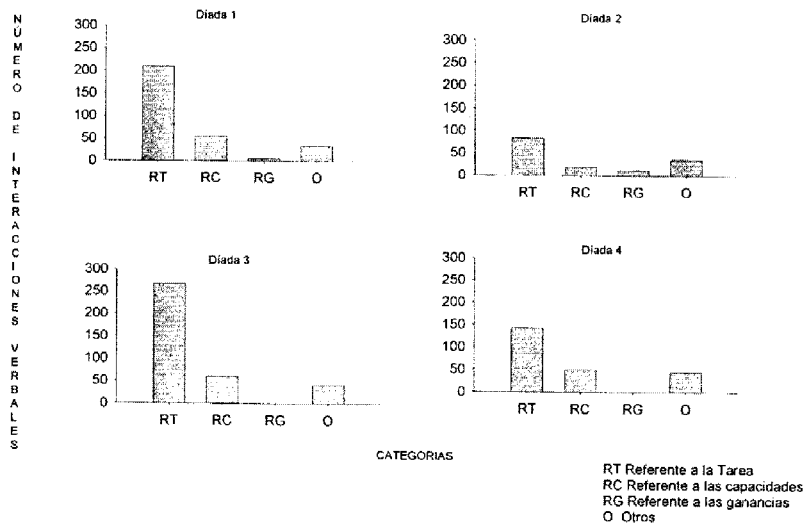 NÚMERO DE INTERACCIONES VERBALES
Díada 1
300
250
200
150
100
50
0
RT RC RG O
Díada 2
300
250
200
150
100
50
0
RT RC RG O
Díada 3
300
250
200
150
100
50
0
RT RC RG O
Díada 4
300
250
200
150
100
50
0
RT RC RG O
CATEGORIAS
RT Referente a la Tarea
RC Referente a las capacidades
RG Referente a las ganancias
O Otros